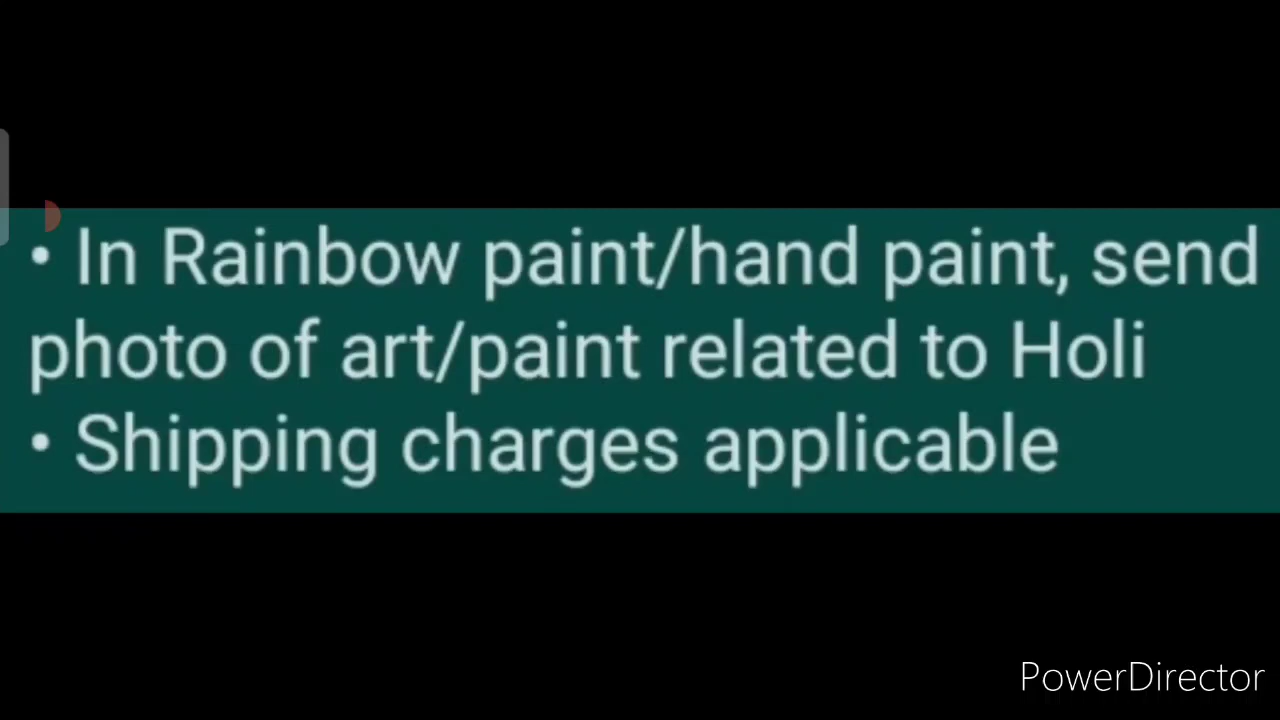 • In Rainbow paint/hand paint, send
photo of art/paint related to Holi
• Shipping charges applicable
PowerDirector